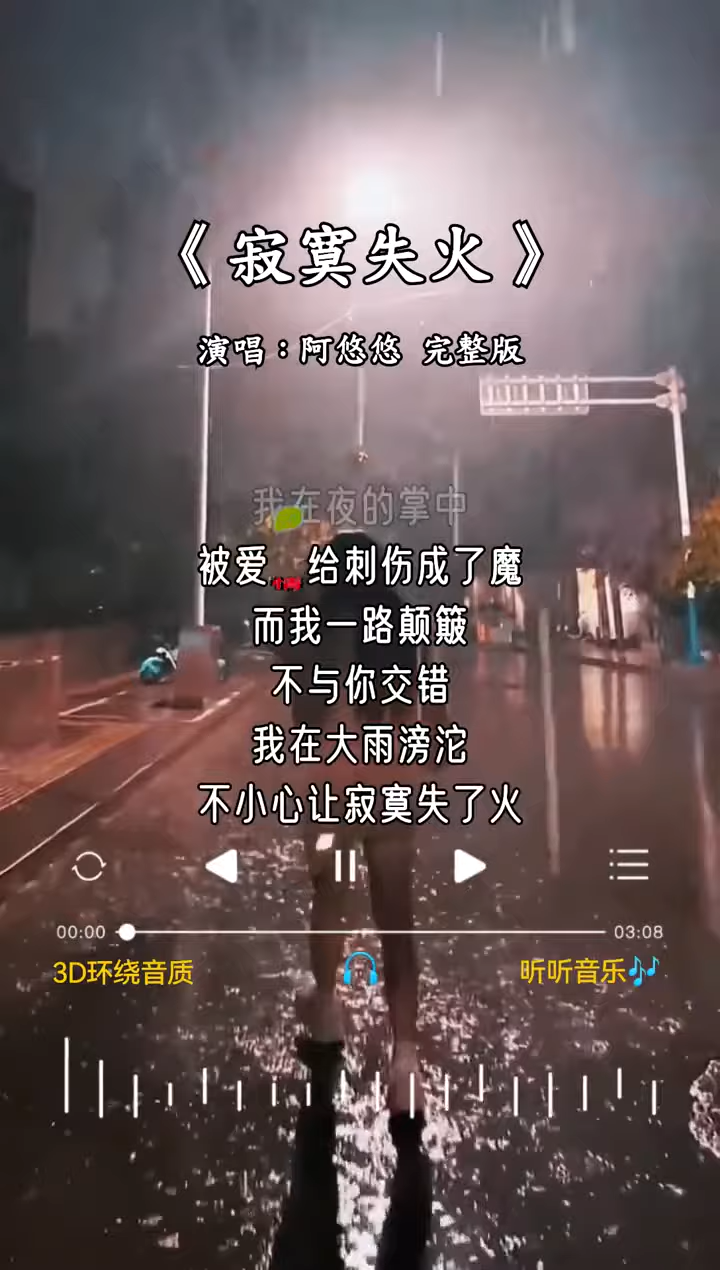 《寂寞失火》
演唱：阿悠悠 完整版
我在夜的掌中
被爱 给刺伤成了魔
而我一路颠簸
不与你交错
我在大雨滂沱
不小心让寂寞失了火
00:00 03:08
3D环绕音质 昕听音乐